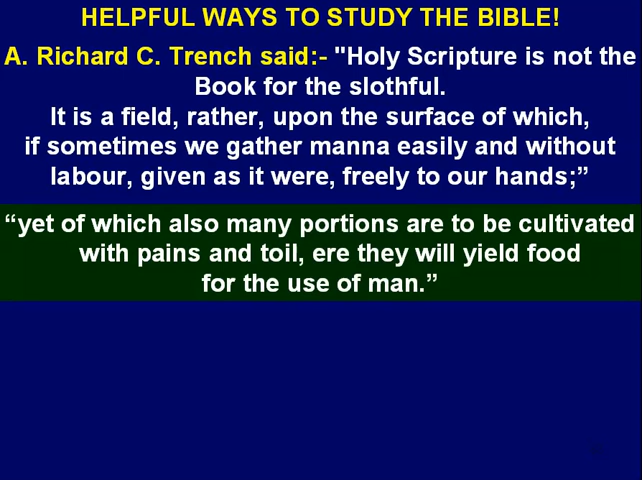 HELPFUL WAYS TO STUDY THE BIBLE!
A. Richard C. Trench said:- "Holy Scripture is not the
Book for the slothful.
It is a field, rather, upon the surface of which,
if sometimes we gather manna easily and without
labour, given as it were, freely to our hands;”
“yet of which also many portions are to be cultivated
with pains and toil, ere they will yield food
for the use of man.”